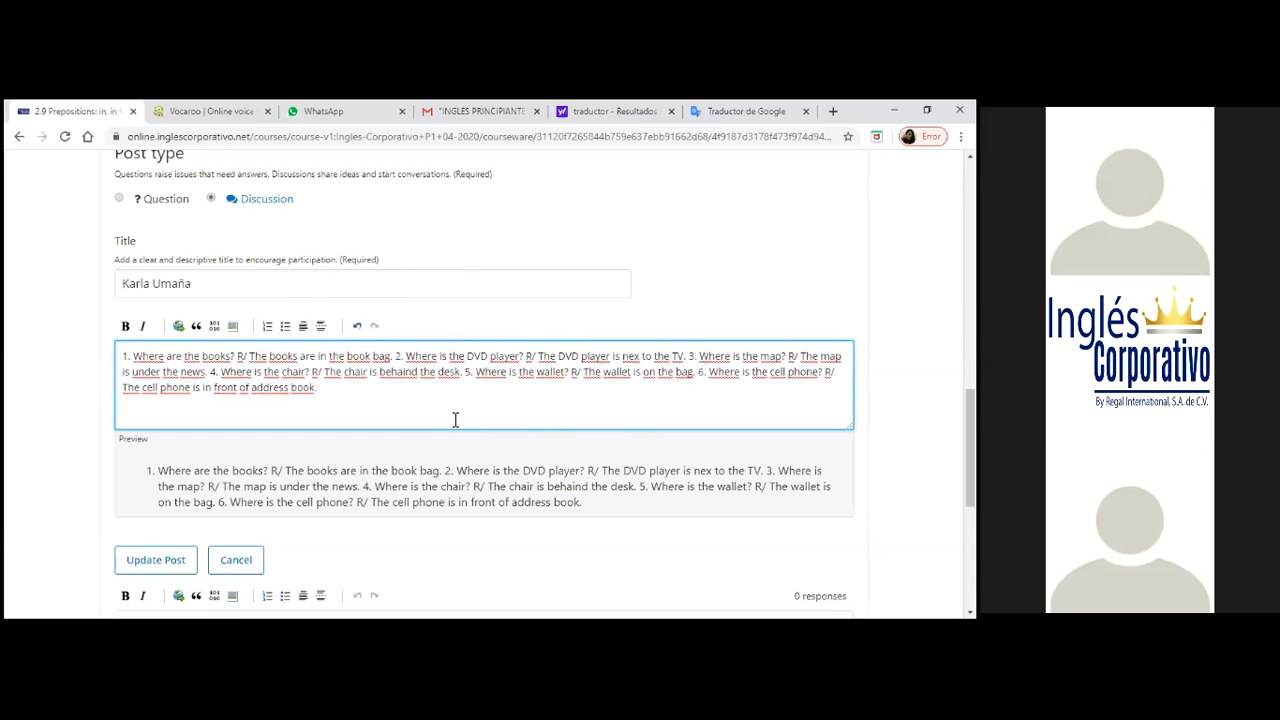 2.9 Prepositions: in, in f
Vocaroo | Online voice
WhatsApp
"INGLES PRINCIPIANTE
traductor - Resultados
Traductor de Google
online.inglescorporativo.net/courses/course-v1:Ingles-Corporativo+P1+04-2020/courseware/31120f7265844b759e637ebb91662d68/4f9187d3178f473f974d94...
Error
Post type
Questions raise issues that need answers. Discussions share ideas and start conversations. (Required)
? Question
Discussion
Title
Add a clear and descriptive title to encourage participation. (Required)
Karla Umaña
B I
1. Where are the books? R/ The books are in the book bag. 2. Where is the DVD player? R/ The DVD player is nex to the TV. 3. Where is the map? R/ The map
is under the news. 4. Where is the chair? R/ The chair is behaind the desk. 5. Where is the wallet? R/ The wallet is on the bag. 6. Where is the cell phone? R/
The cell phone is in front of address book.
Preview
1. Where are the books? R/ The books are in the book bag. 2. Where is the DVD player? R/ The DVD player is nex to the TV. 3. Where is
the map? R/ The map is under the news. 4. Where is the chair? R/ The chair is behaind the desk. 5. Where is the wallet? R/ The wallet is
on the bag. 6. Where is the cell phone? R/ The cell phone is in front of address book.
Update Post
Cancel
B I
0 responses
Inglés
Corporativo
By Regal International, S.A. de C.V.